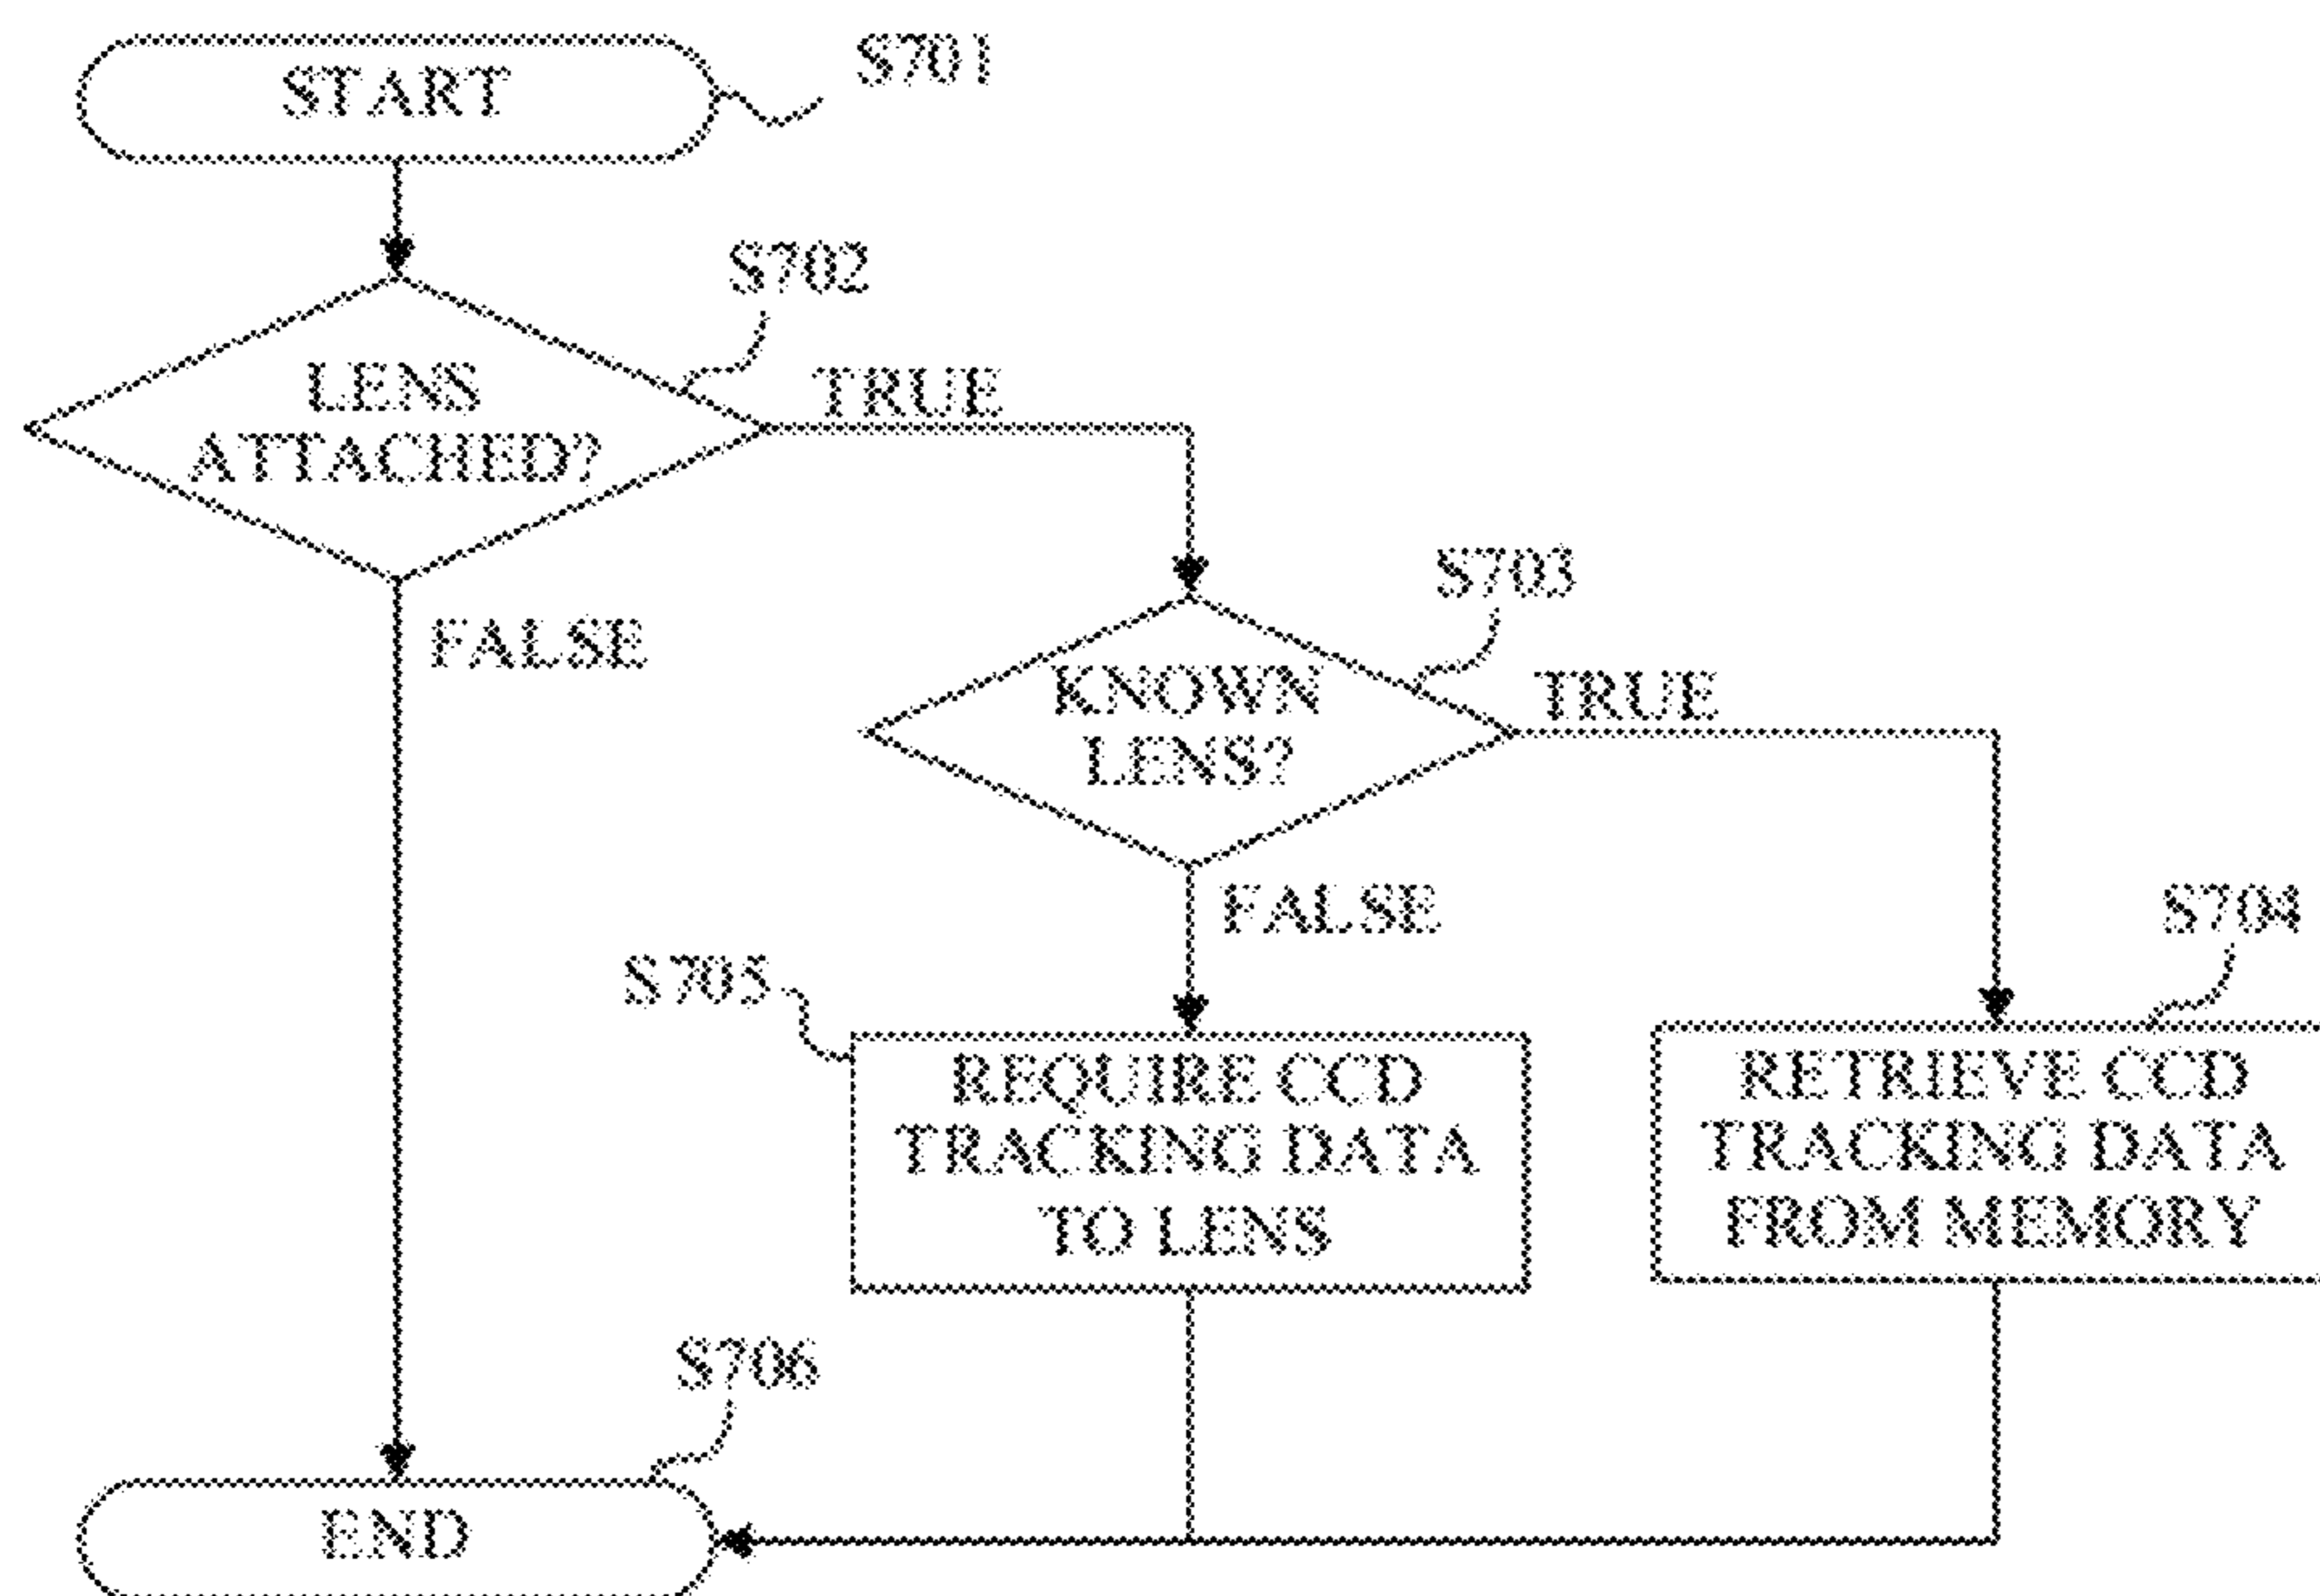 START
S701
S702
LENS
ATTACHED?
TRUE
FALSE
S703
KNOWN
LENS?
TRUE
FALSE
S704
S705
REQUIRE CCD
TRACKING DATA
TO LENS
RETRIEVE CCD
TRACKING DATA
FROM MEMORY
S706
END